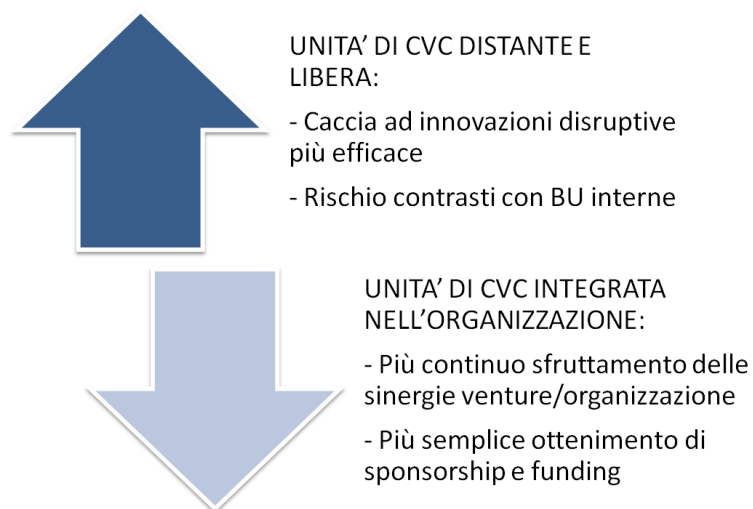 UNITA’ DI CVC DISTANTE E
LIBERA:
- Caccia ad innovazioni disruptive
più efficace
- Rischio contrasti con BU interne
UNITA’ DI CVC INTEGRATA
NELL’ORGANIZZAZIONE:
- Più continuo sfruttamento delle
sinergie venture/organizzazione
- Più semplice ottenimento di
sponsorship e funding